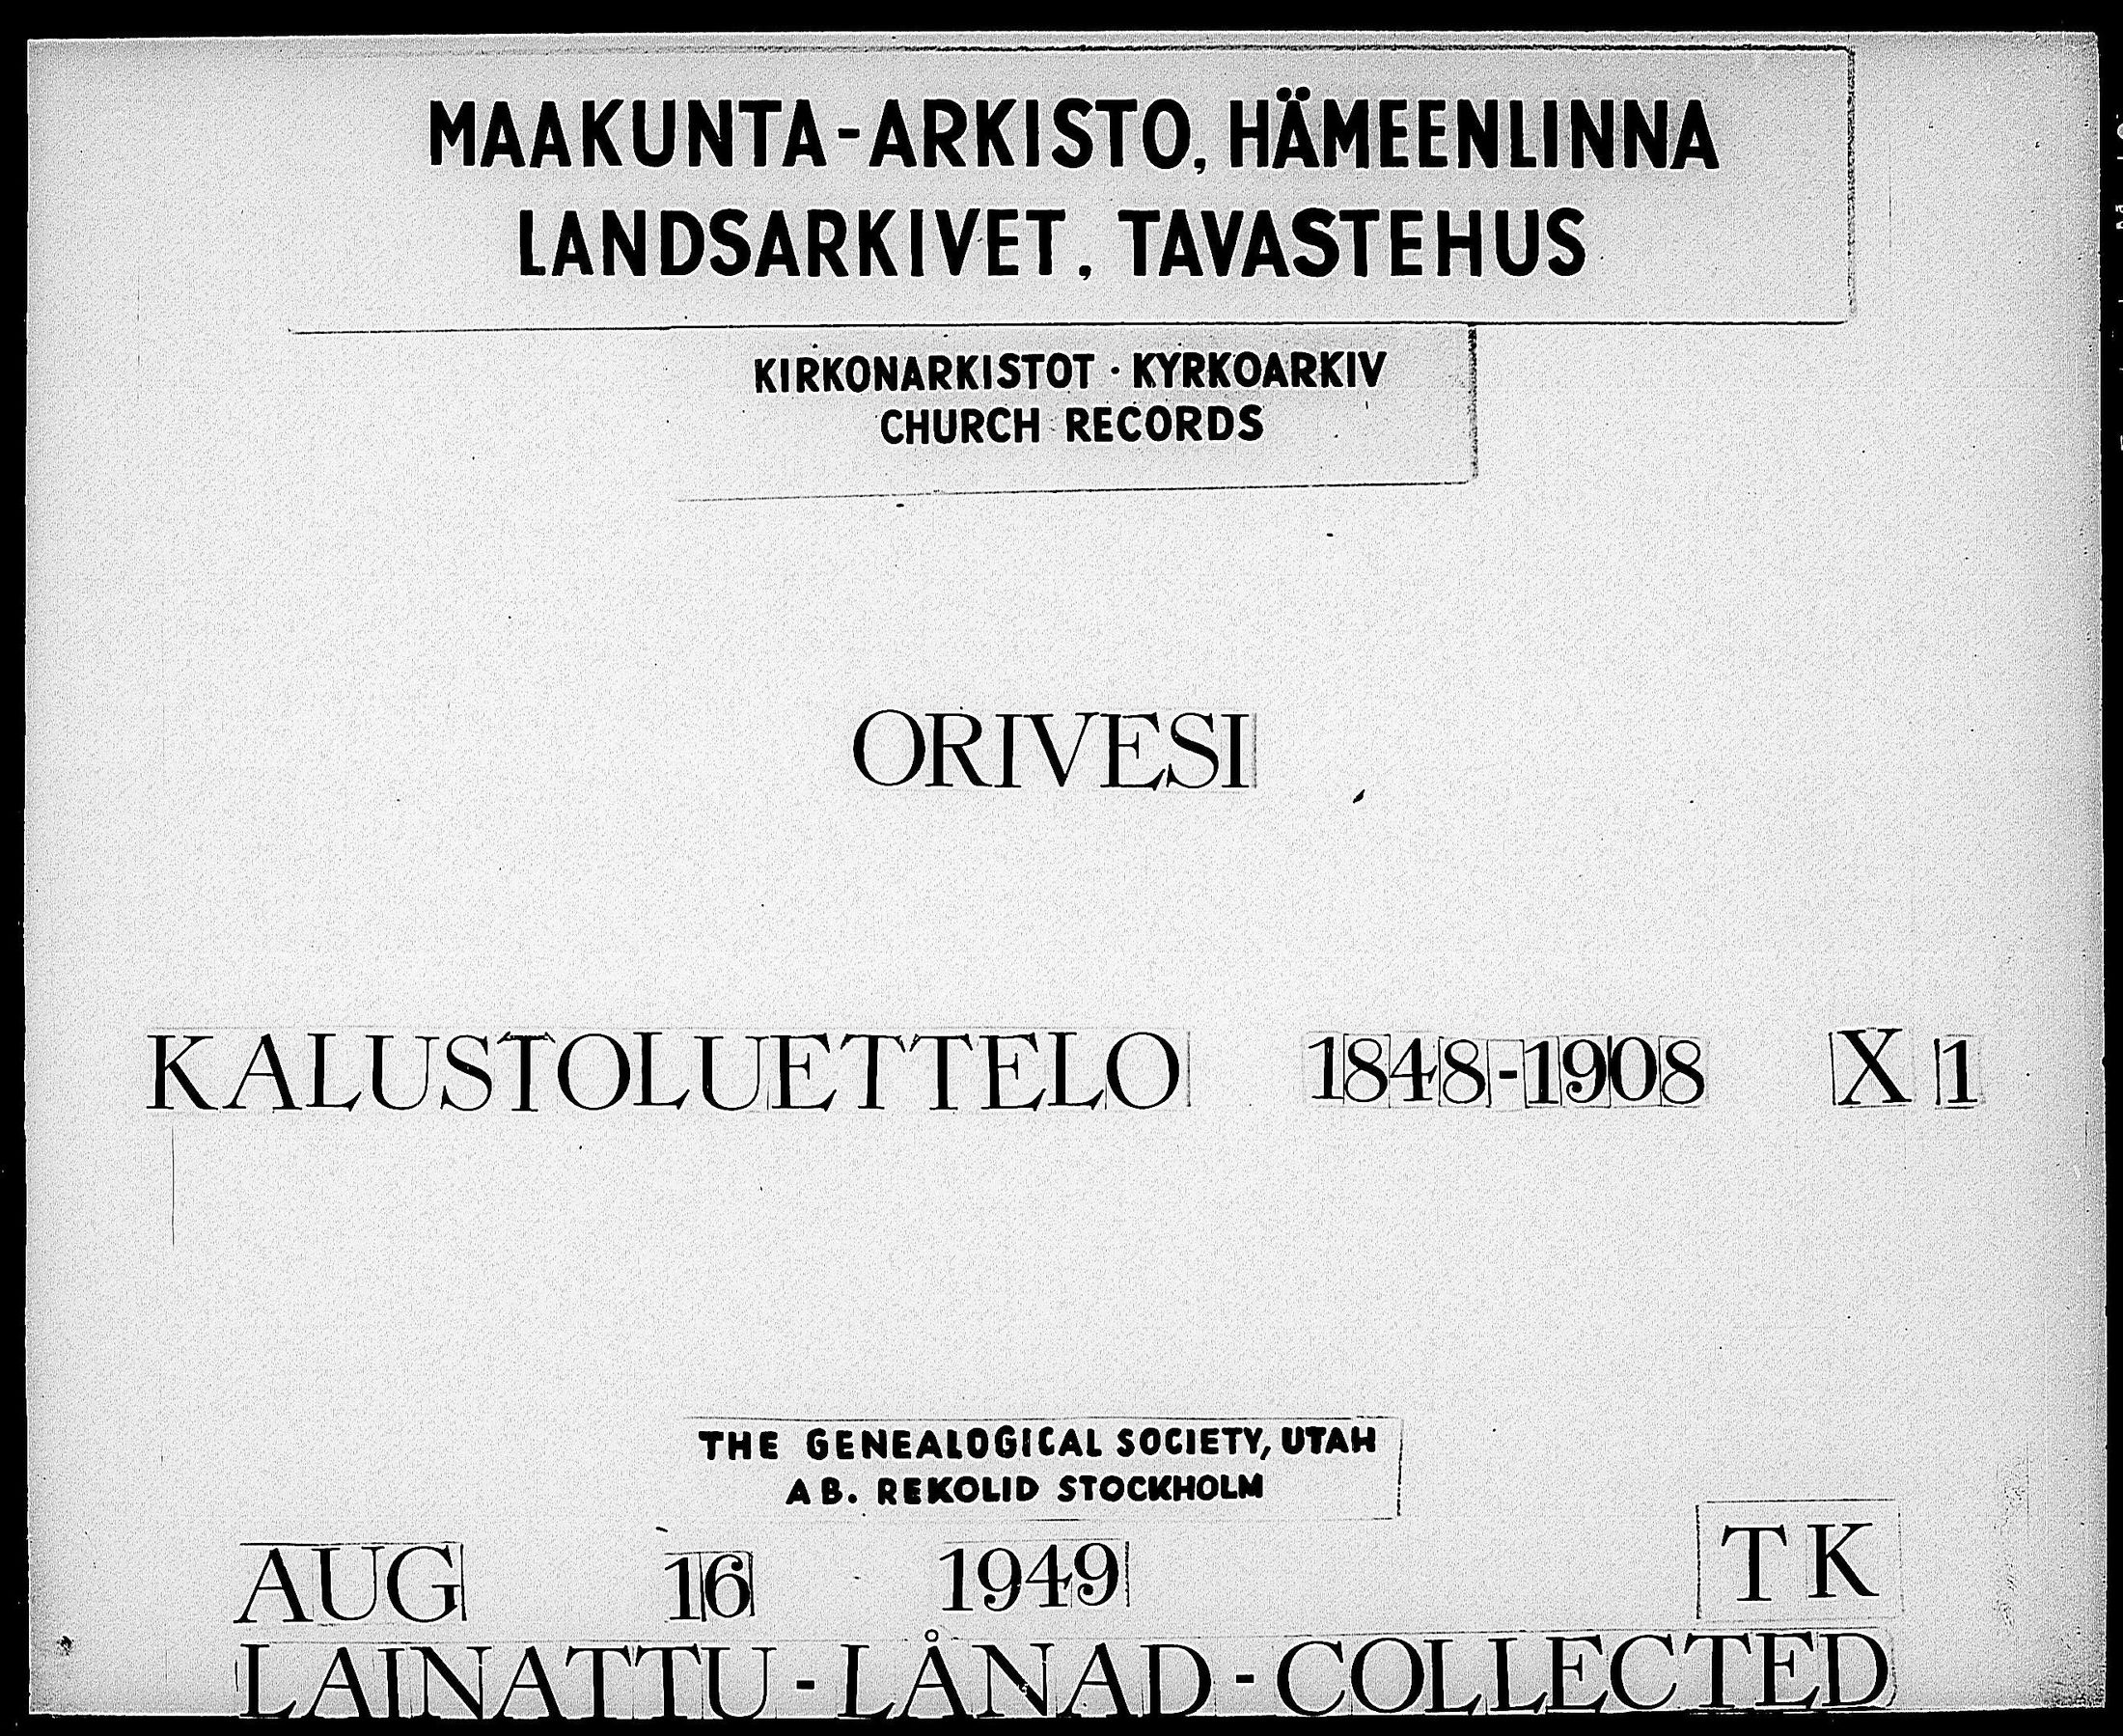 MAAKUNTA-ARKISTO, HÄMEENLINNA
LANDSARKIVET, TAVASTEHUS
KIRKONARKISTOT · KYRKOARKIV
CHURCH RECORDS
ORIVESI
KALUSTOLUETTELO 1848-1908 X 1
THE GENEALOGICAL SOCIETY, UTAH
AB. REKOLID STOCKHOLM
AUG 16 1949 TK
LAINATTU - LÅNAD - COLLECTED